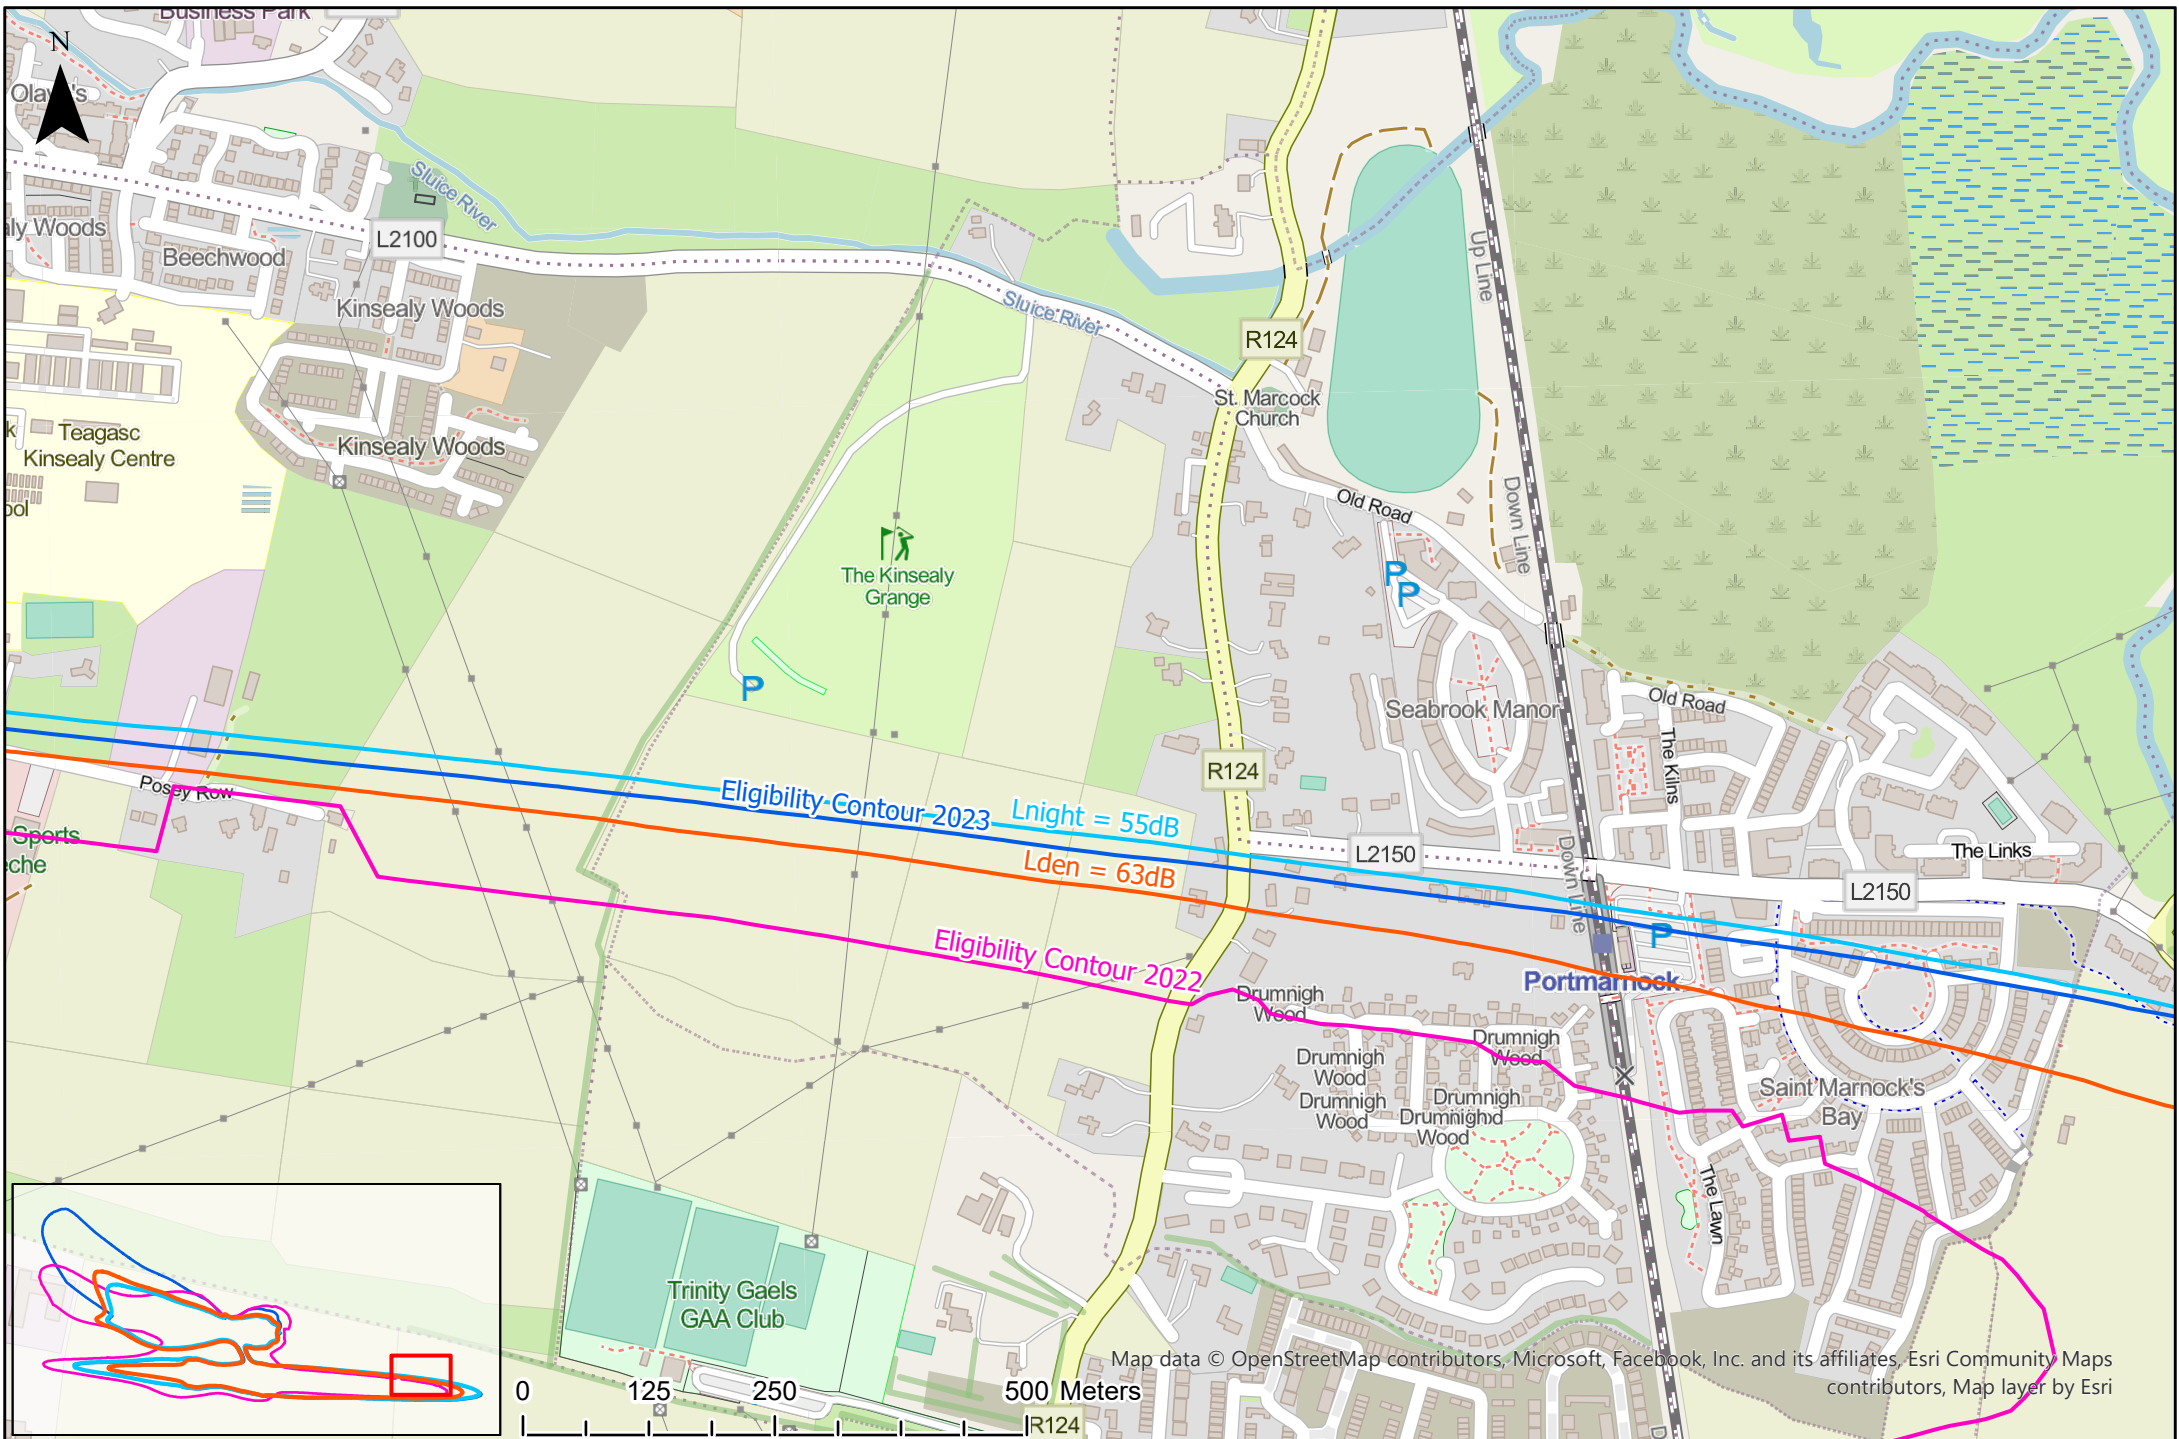 Business Park
N
Olav's
Sluice River
aly Woods
L2100
Beechwood
Kinsealy Woods
Sluice River
Up Line
R124
St. Marcock
Church
k
Teagasc
Kinsealy Centre
Kinsealy Woods
ool
Old Road
Down Line
The Kinsealy
Grange
P
P
P
Seabrook Manor
Old Road
The Kilns
R124
Posey Row
Eligibility Contour 2023
Lnight = 55dB
Sports
eche
Lden = 63dB
L2150
Down Line
The Links
L2150
P
Eligibility Contour 2022
Portmarnock
Drumnigh
Wood
Drumnigh
Wood
Drumnigh
Wood
Drumnigh
Wood
Drumnigh
Drumnigh
Wood
Saint Marnock's
Bay
The Lawn
Trinity Gaels
GAA Club
Map data © OpenStreetMap contributors, Microsoft, Facebook, Inc. and its affiliates, Esri Community Maps
contributors, Map layer by Esri
0 125 250 500 Meters
R124
D